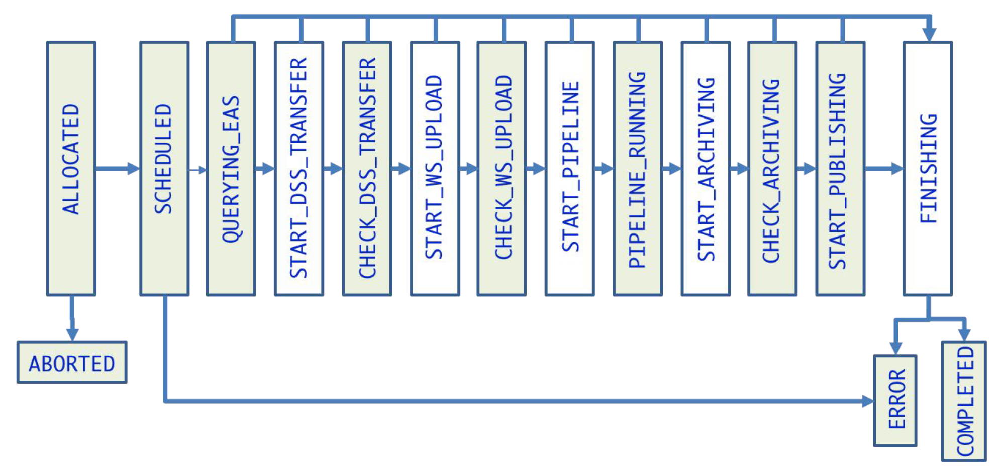 ALLOCATED
SCHEDULED
QUERYING_EAS
START_DSS_TRANSFER
CHECK_DSS_TRANSFER
START_WS_UPLOAD
CHECK_WS_UPLOAD
START_PIPELINE
PIPELINE_RUNNING
START_ARCHIVING
CHECK_ARCHIVING
START_PUBLISHING
FINISHING
ABORTED
ERROR
COMPLETED